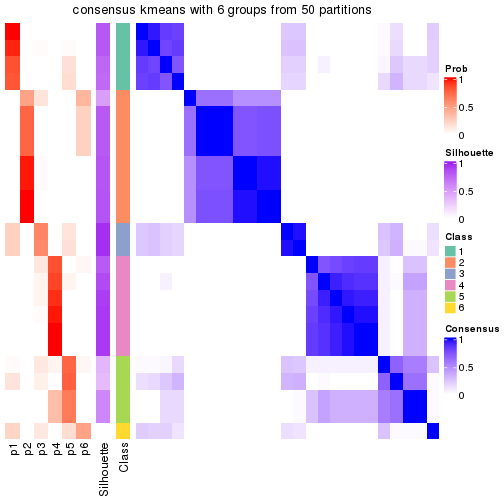 consensus kmeans with 6 groups from 50 partitions
Prob
1
0.5
0
Silhouette
1
0.5
0
Class
1
2
3
4
5
6
Consensus
1
0.5
0
p1
p2
p3
p4
p5
p6
Silhouette
Class